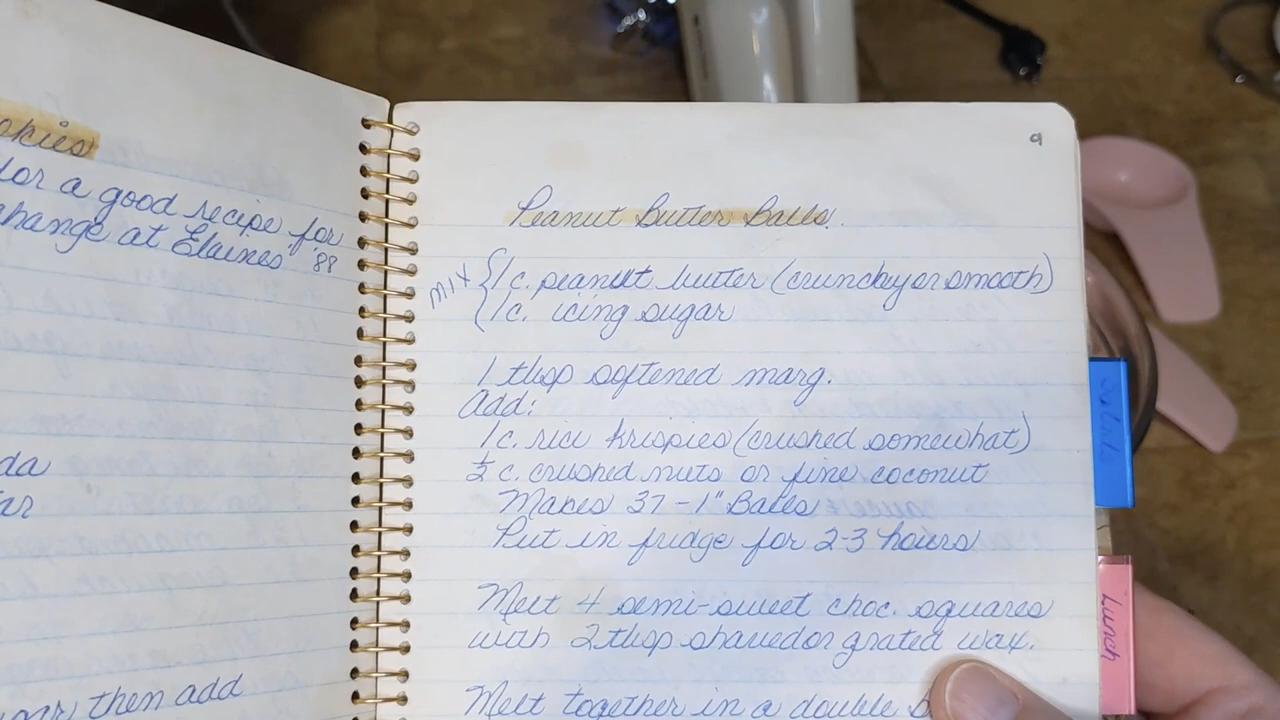 okies
for a good recipe for
change at Elaines '88
da
ar
then add
9
Peanut Butter Balls.
mix { 1 c. peanut butter (crunchy or smooth)
1c. icing sugar
1 tbsp softened marg.
Add:
1c. rice krispies (crushed somewhat)
½ c. crushed nuts or fine coconut
Makes 37 - 1" Balls
Put in fridge for 2-3 hours
Melt 4 semi-sweet choc. squares
with 2 tbsp shaved or grated wax.
Melt together in a double
Lunch